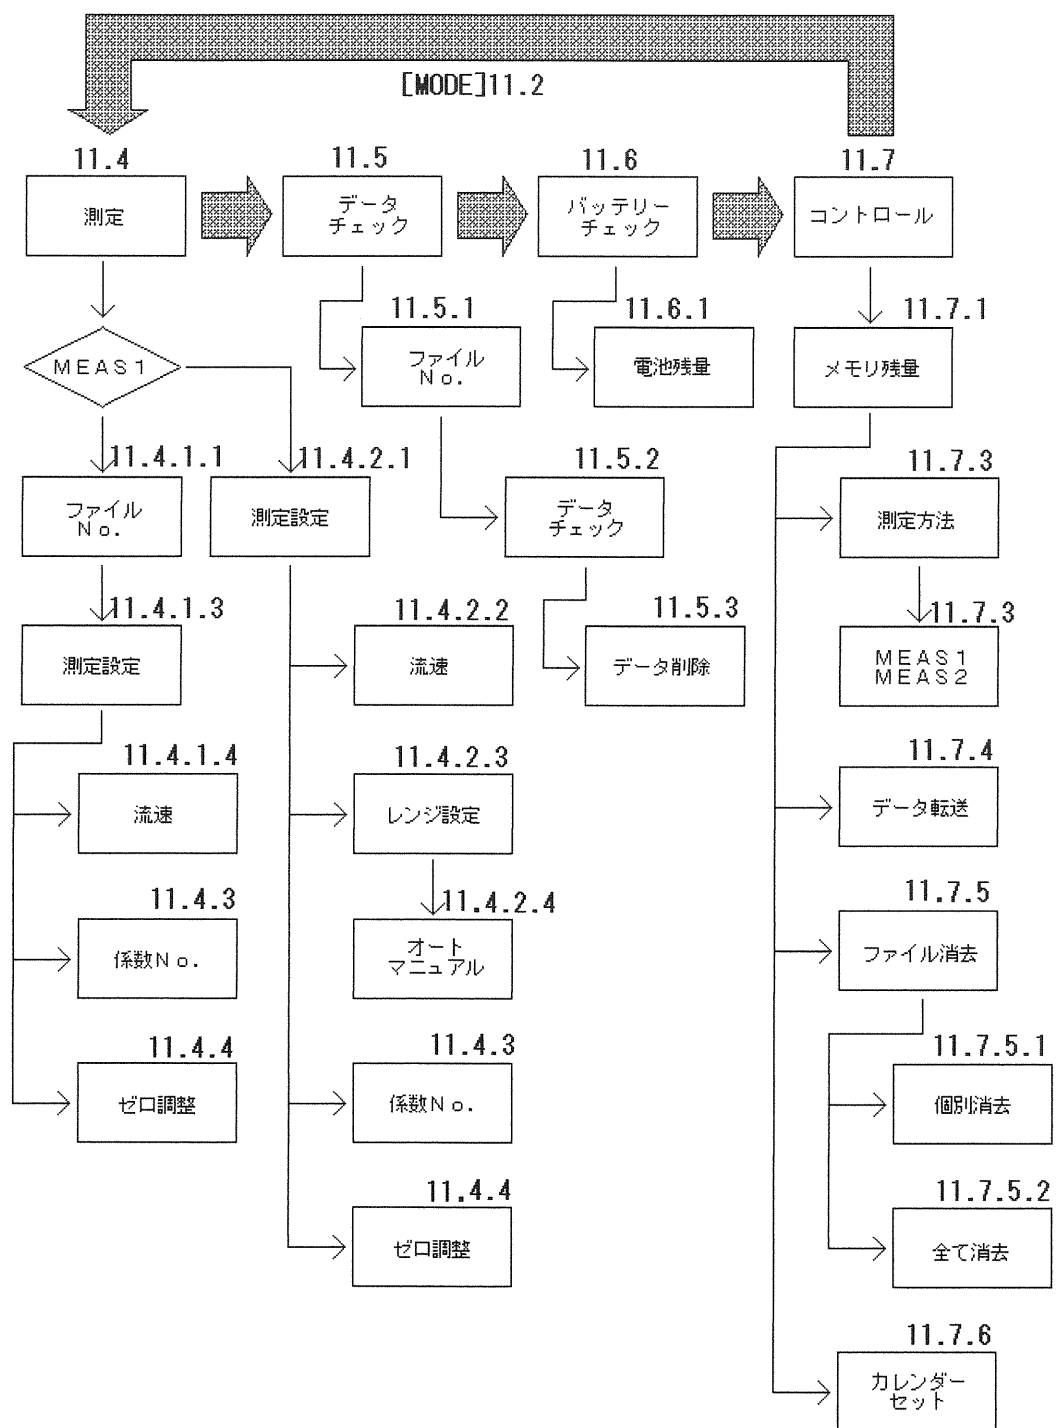 [MODE]11.2
11.4
測定
11.5
データ
チェック
11.6
バッテリー
チェック
11.7
コントロール
MEAS1
11.5.1
ファイル
No.
11.6.1
電池残量
11.7.1
メモリ残量
11.4.1.1
ファイル
No.
11.4.2.1
測定設定
11.5.2
データ
チェック
11.7.3
測定方法
11.4.1.3
測定設定
11.4.2.2
流速
11.5.3
データ削除
11.7.3
MEAS1
MEAS2
11.4.1.4
流速
11.4.2.3
レンジ設定
11.7.4
データ転送
11.4.3
係数No.
11.4.2.4
オート
マニュアル
11.7.5
ファイル消去
11.4.4
ゼロ調整
11.4.3
係数No.
11.7.5.1
個別消去
11.4.4
ゼロ調整
11.7.5.2
全て消去
11.7.6
カレンダー
セット